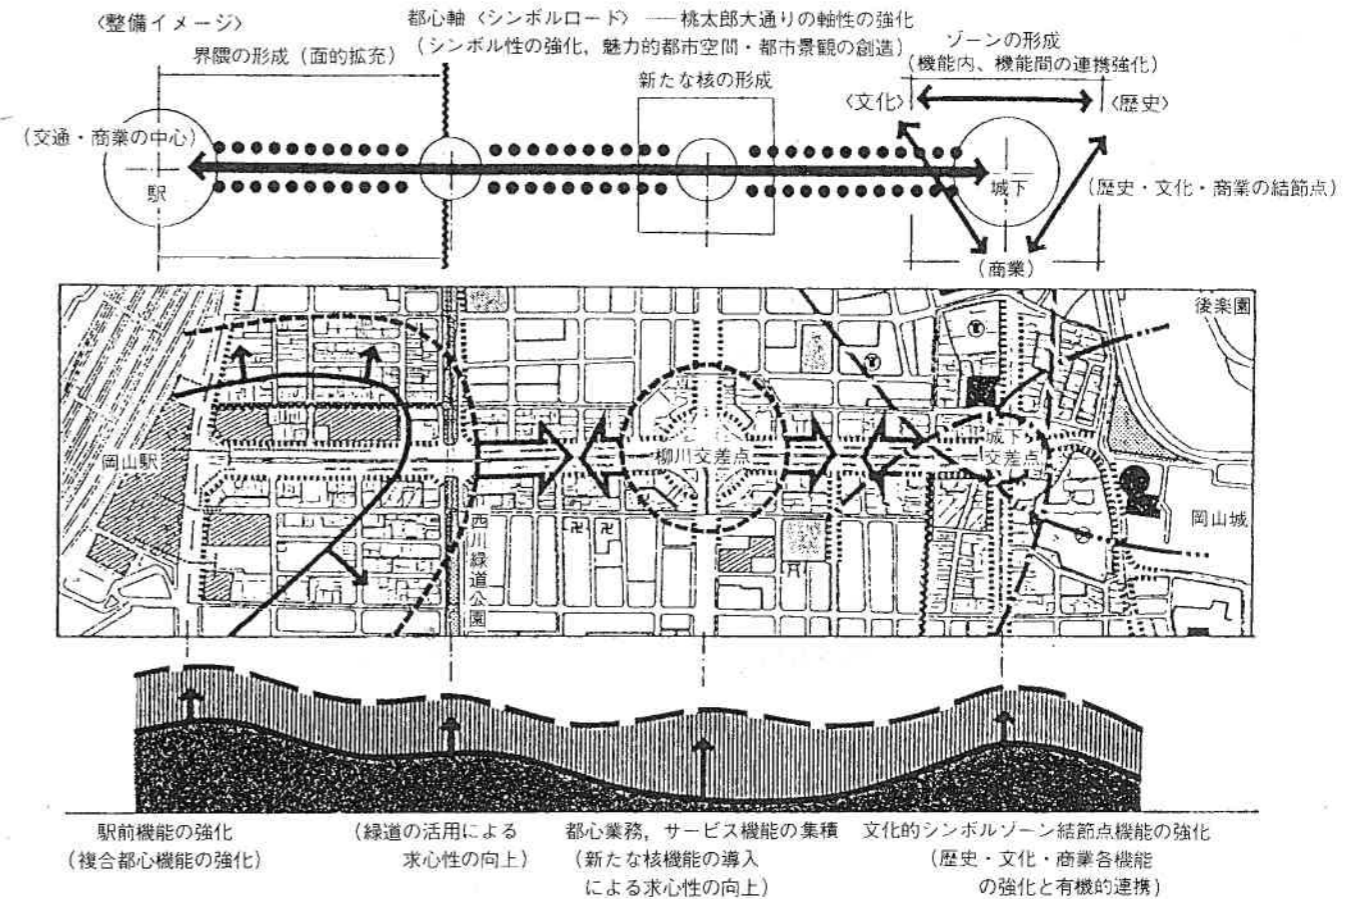 〈整備イメージ〉
都心軸〈シンボルロード〉──桃太郎大通りの軸性の強化
(シンボル性の強化,魅力的都市空間・都市景観の創造)
界隈の形成(面的拡充)
新たな核の形成
ゾーンの形成
(機能内、機能間の連携強化)
〈文化〉
〈歴史〉
(交通・商業の中心)
駅
城下
(歴史・文化・商業の結節点)
(商業)
後楽園
岡山駅
柳川交差点
城下
交差点
岡山城
西川緑道公園
駅前機能の強化
(複合都心機能の強化)
(緑道の活用による
求心性の向上)
都心業務,サービス機能の集積
(新たな核機能の導入
による求心性の向上)
文化的シンボルゾーン結節点機能の強化
(歴史・文化・商業各機能
の強化と有機的連携)